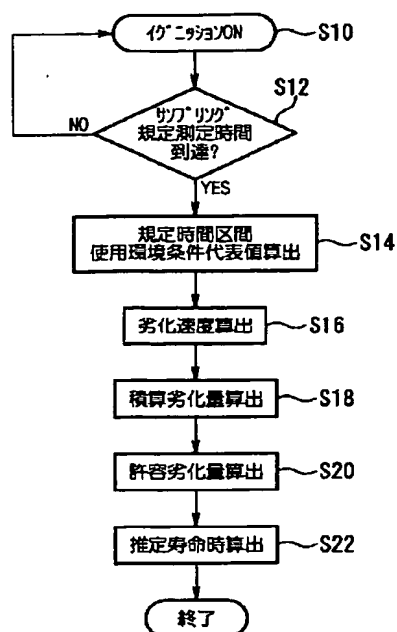 イグニッションON
S10
サンプリング
規定測定時間
到達?
S12
NO
YES
規定時間区間
使用環境条件代表値算出
S14
劣化速度算出
S16
積算劣化量算出
S18
許容劣化量算出
S20
推定寿命時算出
S22
終了